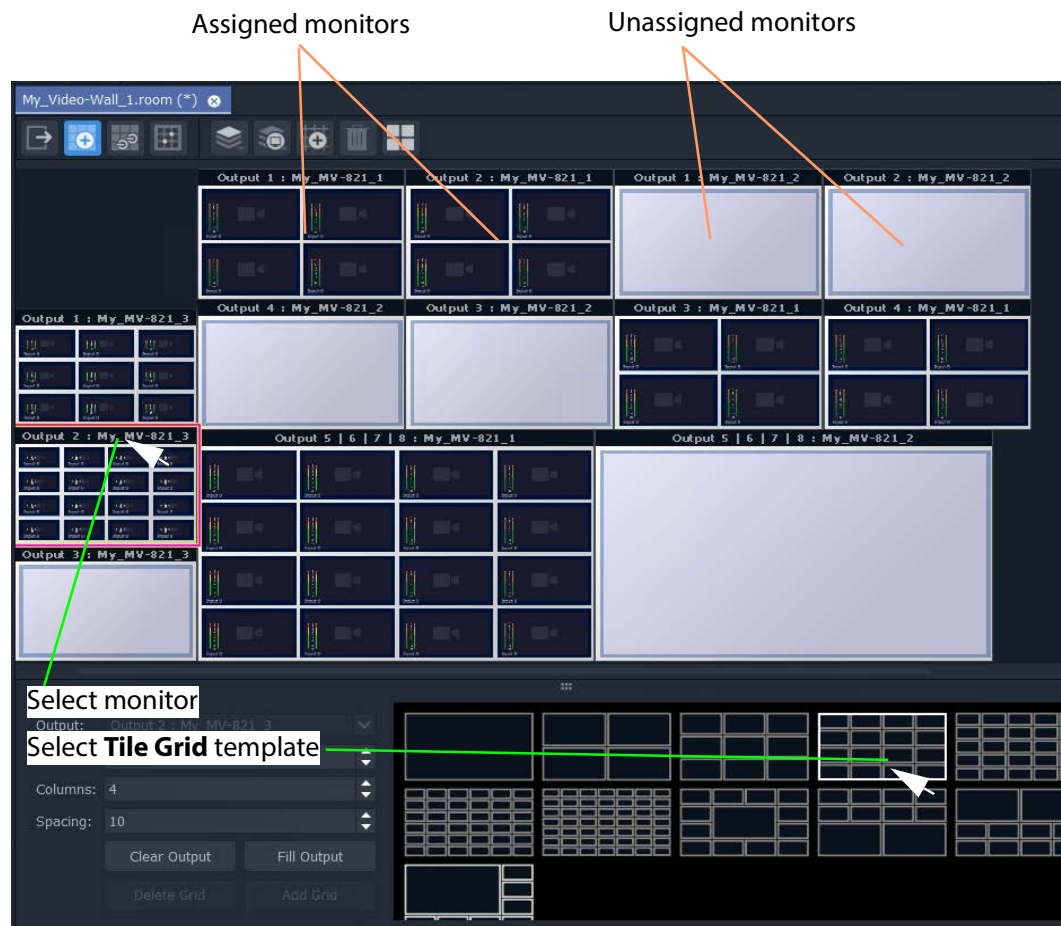 Assigned monitors
Unassigned monitors
My_Video-Wall_1.room (*)
Output 1 : My_MV-821_1
Output 2 : My_MV-821_1
Output 1 : My_MV-821_2
Output 2 : My_MV-821_2
Output 4 : My_MV-821_2
Output 3 : My_MV-821_2
Output 3 : My_MV-821_1
Output 4 : My_MV-821_1
Output 1 : My_MV-821_3
Output 2 : My_MV-821_3
Output 5 | 6 | 7 | 8 : My_MV-821_1
Output 5 | 6 | 7 | 8 : My_MV-821_2
Output 3 : My_MV-821_3
Select monitor
Output: Output 2 : My_MV-821_3
Select Tile Grid template
Columns: 4
Spacing: 10
Clear Output
Fill Output
Delete Grid
Add Grid